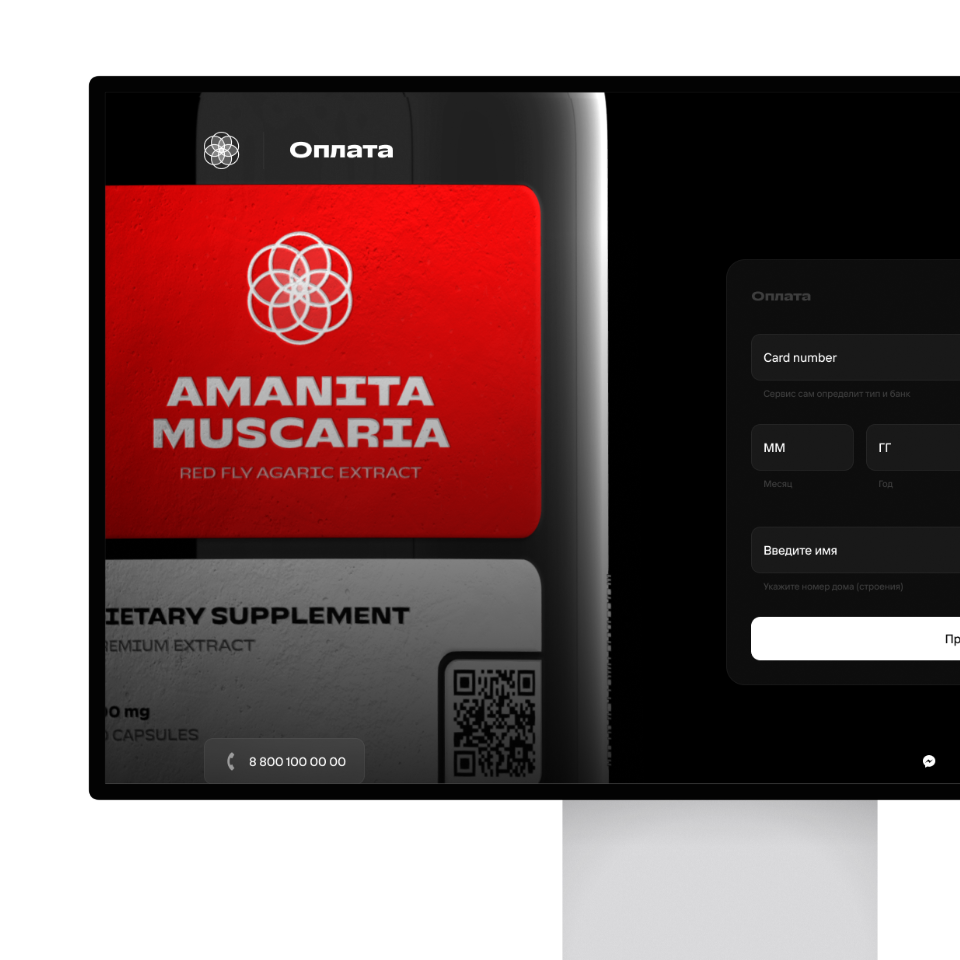 Оплата
AMANITA
MUSCARIA
RED FLY AGARIC EXTRACT
IETARY SUPPLEMENT
EMIUM EXTRACT
0 mg
CAPSULES
8 800 100 00 00
Оплата
Card number
Сервис сам определит тип и банк
ММ
ГГ
Месяц
Год
Введите имя
Укажите номер дома (строения)
Пр